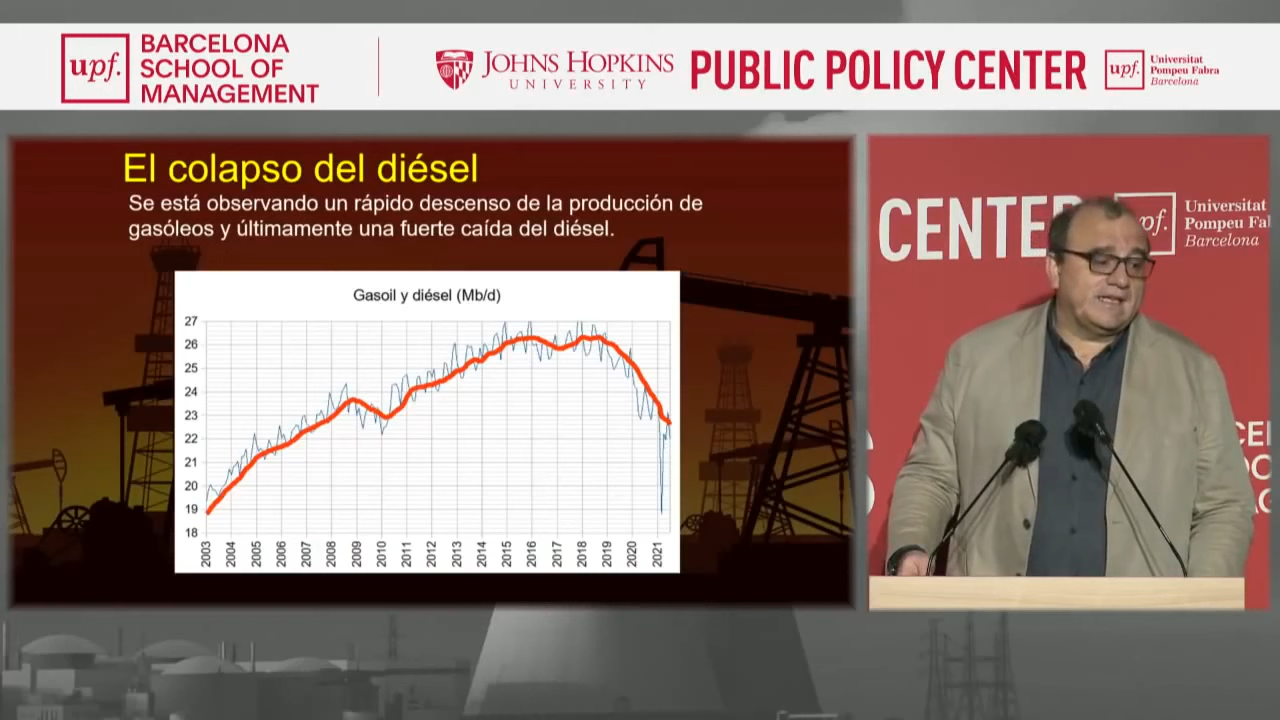 upf.
BARCELONA
SCHOOL OF
MANAGEMENT
JOHNS HOPKINS
UNIVERSITY
PUBLIC POLICY CENTER
upf.
Universitat
Pompeu Fabra
Barcelona
El colapso del diésel
Se está observando un rápido descenso de la producción de
gasóleos y últimamente una fuerte caída del diésel.
Gasoil y diésel (Mb/d)
27
26
25
24
23
22
21
20
19
18
2003 2004 2005 2006 2007 2008 2009 2010 2011 2012 2013 2014 2015 2016 2017 2018 2019 2020 2021
CENTE
pf.
Universitat
Pompeu Fa
Barcelona